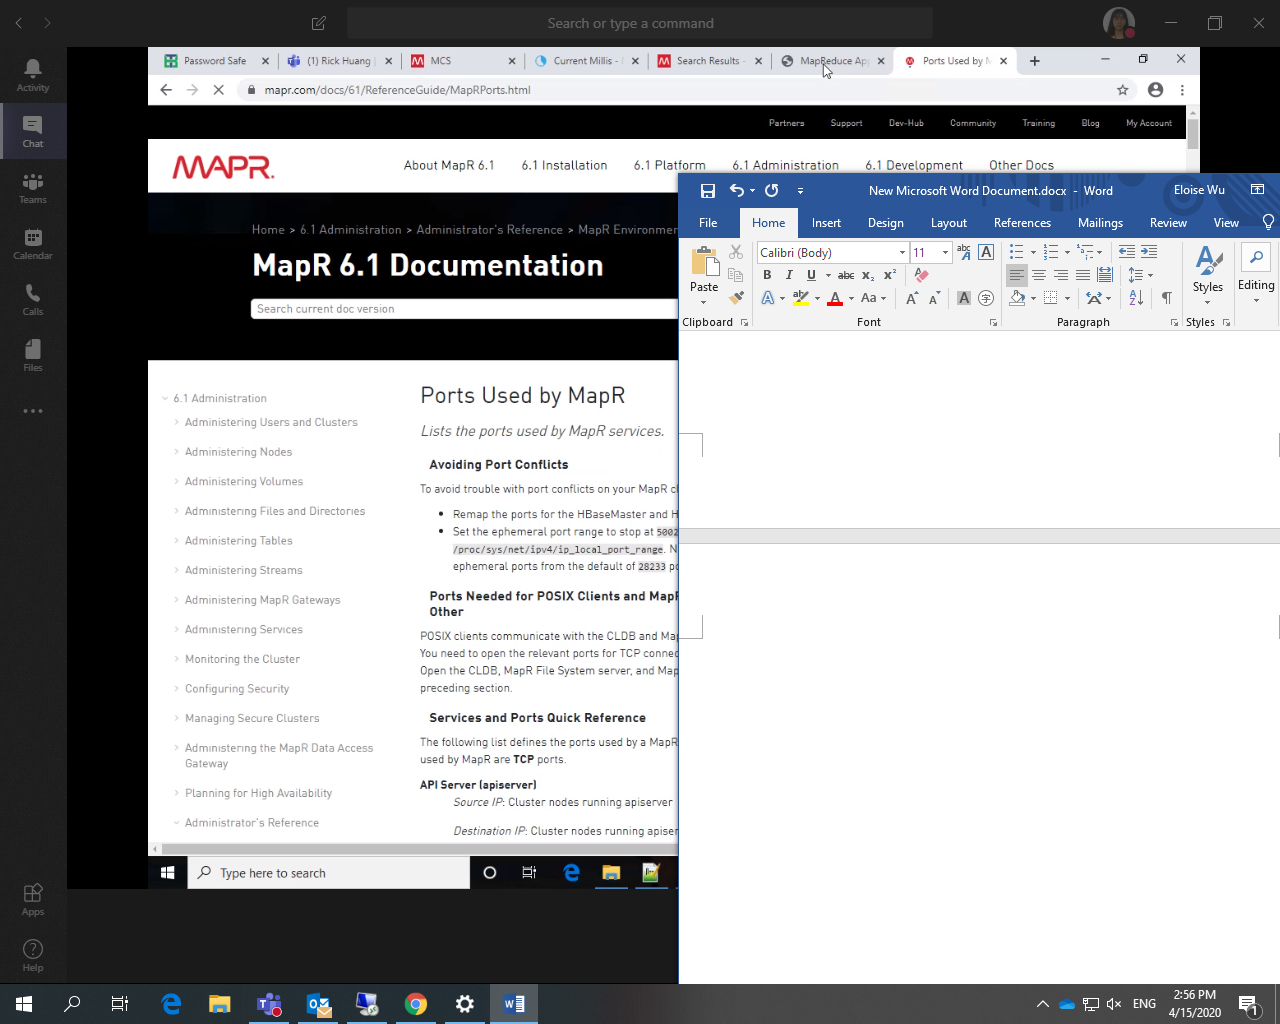 Search or type a command
Activity
Chat
Teams
Calendar
Calls
Files
Apps
Help
Password Safe
(1) Rick Huang
MCS
Current Millis -
Search Results -
MapReduce Ap
Ports Used by M
mapr.com/docs/61/ReferenceGuide/MapRPorts.html
Partners Support Dev-Hub Community Training Blog My Account
MAPR.
About MapR 6.1 6.1 Installation 6.1 Platform 6.1 Administration 6.1 Development Other Docs
Home > 6.1 Administration > Administrator's Reference > MapR Environmen
MapR 6.1 Documentation
Search current doc version
6.1 Administration
Administering Users and Clusters
Administering Nodes
Administering Volumes
Administering Files and Directories
Administering Tables
Administering Streams
Administering MapR Gateways
Administering Services
Monitoring the Cluster
Configuring Security
Managing Secure Clusters
Administering the MapR Data Access
Gateway
Planning for High Availability
Administrator's Reference
Ports Used by MapR
Lists the ports used by MapR services.
Avoiding Port Conflicts
To avoid trouble with port conflicts on your MapR cl
Remap the ports for the HBaseMaster and H
Set the ephemeral port range to stop at 5002
/proc/sys/net/ipv4/ip_local_port_range. N
ephemeral ports from the default of 28233 po
Ports Needed for POSIX Clients and MapR
Other
POSIX clients communicate with the CLDB and Map
You need to open the relevant ports for TCP connec
Open the CLDB, MapR File System server, and Map
preceding section.
Services and Ports Quick Reference
The following list defines the ports used by a MapR
used by MapR are TCP ports.
API Server (apiserver)
Source IP: Cluster nodes running apiserver
Destination IP: Cluster nodes running apiser
Type here to search
New Microsoft Word Document.docx - Word
Eloise Wu
File Home Insert Design Layout References Mailings Review View
Calibri (Body) 11
Paste
Styles
Editing
Clipboard
Font
Paragraph
Styles
ENG
2:56 PM
4/15/2020
1